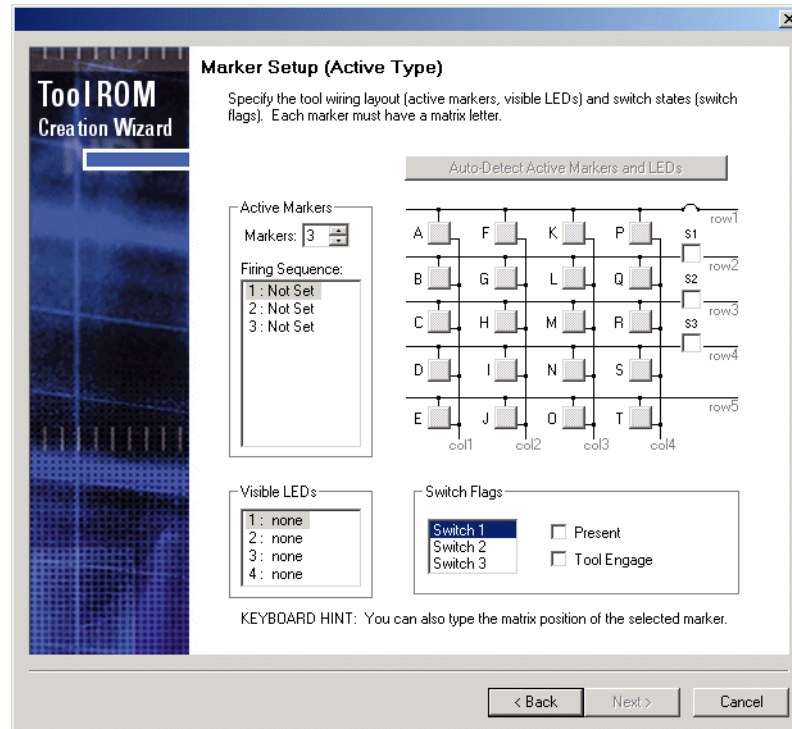 Tool ROM
Creation Wizard
Marker Setup (Active Type)
Specify the tool wiring layout (active markers, visible LEDs) and switch states (switch
flags). Each marker must have a matrix letter.
Auto-Detect Active Markers and LEDs
Active Markers
Markers: 3
Firing Sequence:
1 : Not Set
2 : Not Set
3 : Not Set
row1
A F K P S1
row2
B G L Q S2
row3
C H M R S3
row4
D I N S
row5
E J O T
col1 col2 col3 col4
Visible LEDs
1 : none
2 : none
3 : none
4 : none
Switch Flags
Switch 1
Switch 2
Switch 3
Present
Tool Engage
KEYBOARD HINT: You can also type the matrix position of the selected marker.
< Back
Next >
Cancel